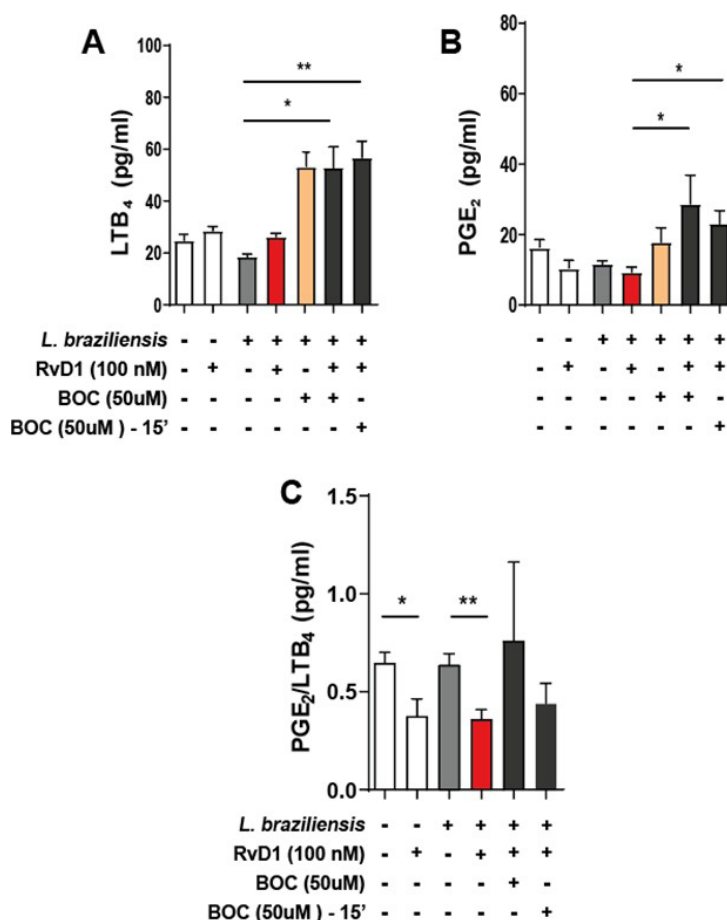 A
B
100
80
60
40
20
0
LTB₄ (pg/ml)
**
*
80
60
40
20
0
PGE₂ (pg/ml)
*
*
L. braziliensis - - + + + + + - - + + + + +
RvD1 (100 nM) - + - + - + + - + - + - + +
BOC (50uM) - - - - + + - - - - - + + -
BOC (50uM ) - 15' - - - - - - + - - - - - - +
C
1.5
1.0
0.5
0.0
PGE₂/LTB₄ (pg/ml)
*
**
L. braziliensis - - + + + +
RvD1 (100 nM) - + - + + +
BOC (50uM) - - - - + -
BOC (50uM ) - 15' - - - - - +